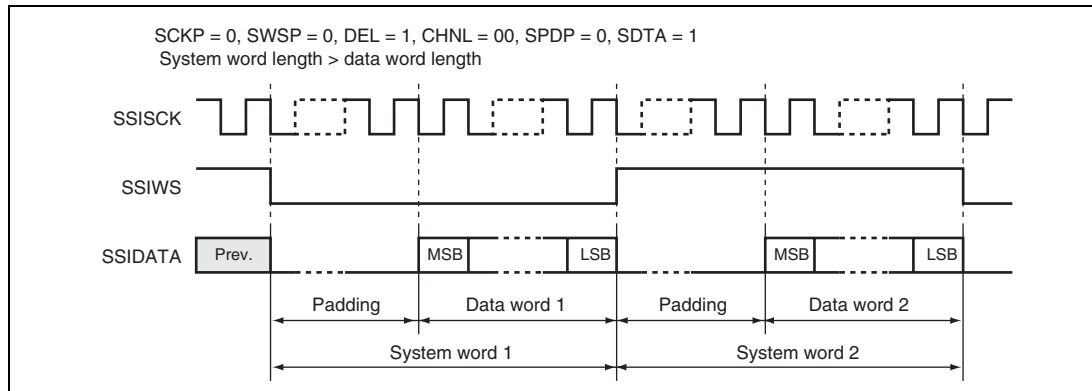 SCKP = 0, SWSP = 0, DEL = 1, CHNL = 00, SPDP = 0, SDTA = 1
System word length > data word length
SSISCK
SSIWS
SSIDATA
Prev.
MSB
LSB
MSB
LSB
Padding
Data word 1
Padding
Data word 2
System word 1
System word 2